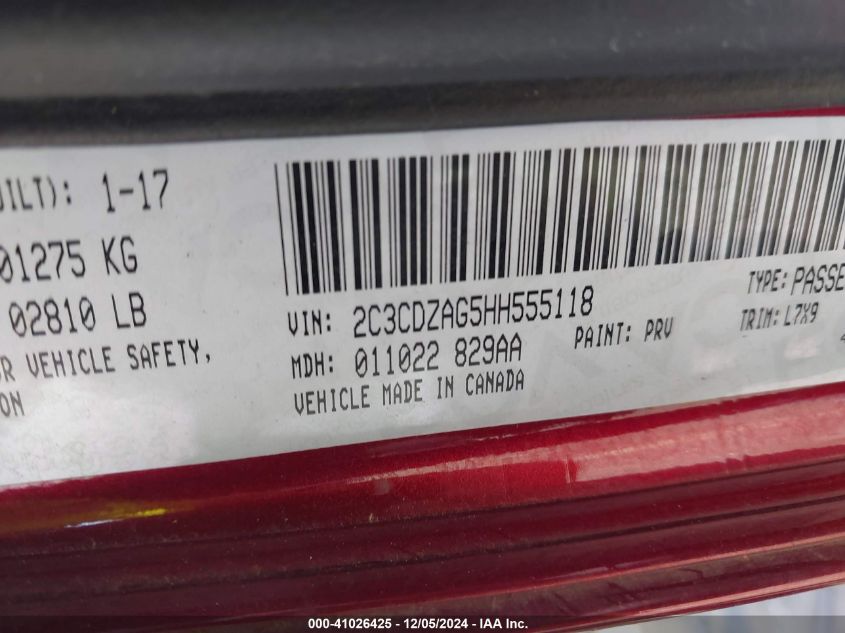 UILT): 1-17
01275 KG
02810 LB
R VEHICLE SAFETY,
ON
VIN: 2C3CDZAG5HH555118
MDH: 011022 829AA
VEHICLE MADE IN CANADA
PAINT: PRV
TYPE: PASSE
TRIM: L7X9
000-41026425 - 12/05/2024 - IAA Inc.